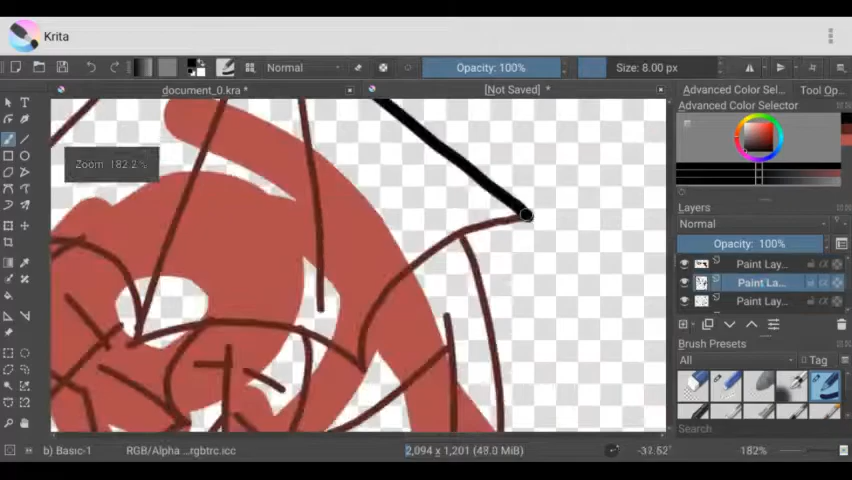 Krita
Normal
Opacity: 100%
Size: 8.00 px
document_0.kra *
[Not Saved] *
Advanced Color Sel...
Tool Op...
Zoom 182.2%
Advanced Color Selector
Layers
Normal
Opacity: 100%
Paint Lay...
Paint La...
Paint Lay...
Brush Presets
All
Tag
Search
b) Basic-1
RGB/Alpha ...rgbtrc.icc
2,094 x 1,201 (48.0 MiB)
-32.52°
182%